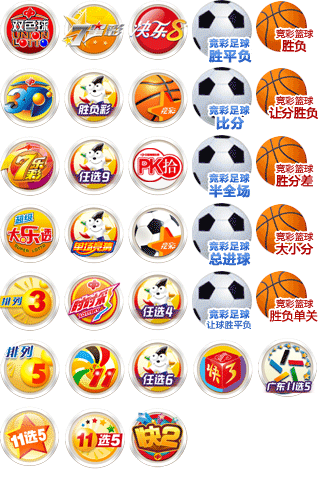 双色球
UNION
LOTTO
7星彩
快乐8
竞彩足球
胜平负
竞彩篮球
胜负
3D
胜负彩
竞彩
竞彩足球
比分
竞彩篮球
让分胜负
7乐彩
任选9
PK拾
竞彩足球
半全场
竞彩篮球
胜分差
超级
大乐透
单场竞猜
竞彩
竞彩足球
总进球
竞彩篮球
大小分
排列
3
任选4
竞彩足球
让球胜平负
竞彩篮球
胜负单关
排列
5
任选6
快3
广东11选5
11选5
11选5
快2